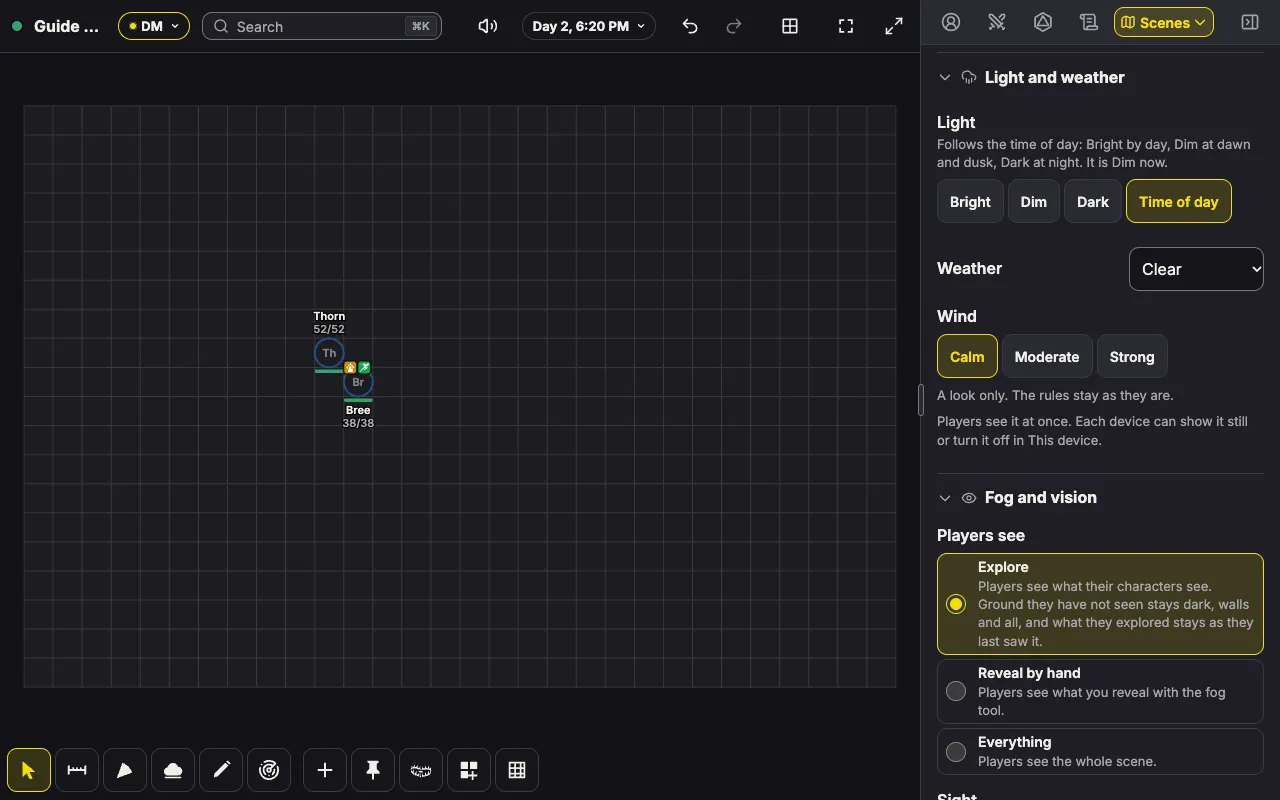 Guide ...
DM
Search
⌘K
Day 2, 6:20 PM
Scenes
Light and weather
Light
Follows the time of day: Bright by day, Dim at dawn
and dusk, Dark at night. It is Dim now.
Bright
Dim
Dark
Time of day
Weather
Clear
Wind
Calm
Moderate
Strong
A look only. The rules stay as they are.
Players see it at once. Each device can show it still
or turn it off in This device.
Fog and vision
Players see
Explore
Players see what their characters see.
Ground they have not seen stays dark, walls
and all, and what they explored stays as they
last saw it.
Reveal by hand
Players see what you reveal with the fog
tool.
Everything
Players see the whole scene.
Sight
Thorn
52/52
Th
Br
Bree
38/38